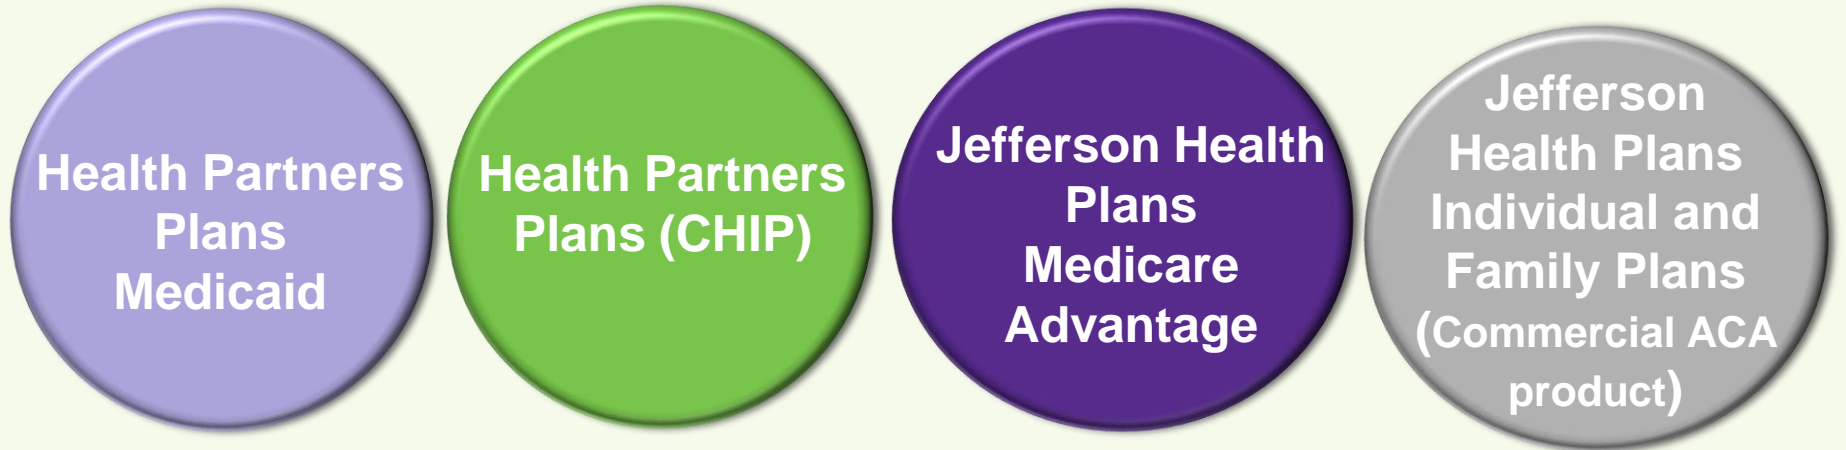 Health Partners
Plans
Medicaid
Health Partners
Plans (CHIP)
Jefferson Health
Plans
Medicare
Advantage
Jefferson
Health Plans
Individual and
Family Plans
(Commercial ACA
product)